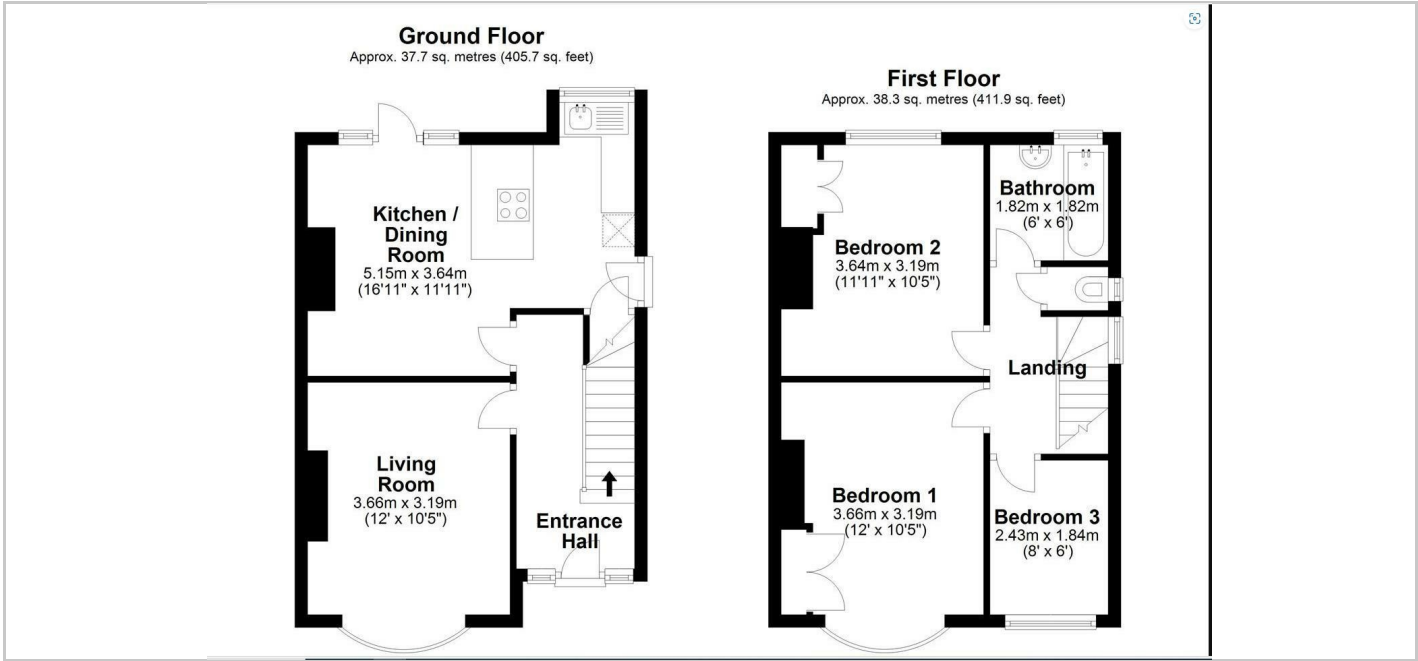 Ground Floor
Approx. 37.7 sq. metres (405.7 sq. feet)
Kitchen /
Dining
Room
5.15m x 3.64m
(16'11" x 11'11")
Living
Room
3.66m x 3.19m
(12' x 10'5")
Entrance
Hall
First Floor
Approx. 38.3 sq. metres (411.9 sq. feet)
Bathroom
1.82m x 1.82m
(6' x 6')
Bedroom 2
3.64m x 3.19m
(11'11" x 10'5")
Landing
Bedroom 1
3.66m x 3.19m
(12' x 10'5")
Bedroom 3
2.43m x 1.84m
(8' x 6')